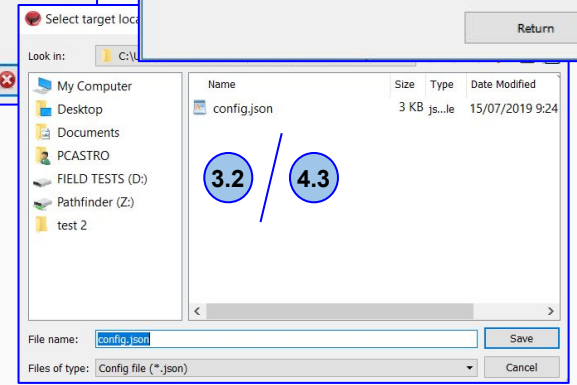 Select target loca
Return
Look in: C:\U
My Computer
Desktop
Documents
PCASTRO
FIELD TESTS (D:)
Pathfinder (Z:)
test 2
Name Size Type Date Modified
config.json 3 KB js...le 15/07/2019 9:24
3.2 / 4.3
File name: config.json Save
Files of type: Config file (*.json) Cancel